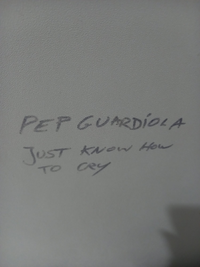 PEP GUARDiOLA
JUST KNOW HOW
TO CRY